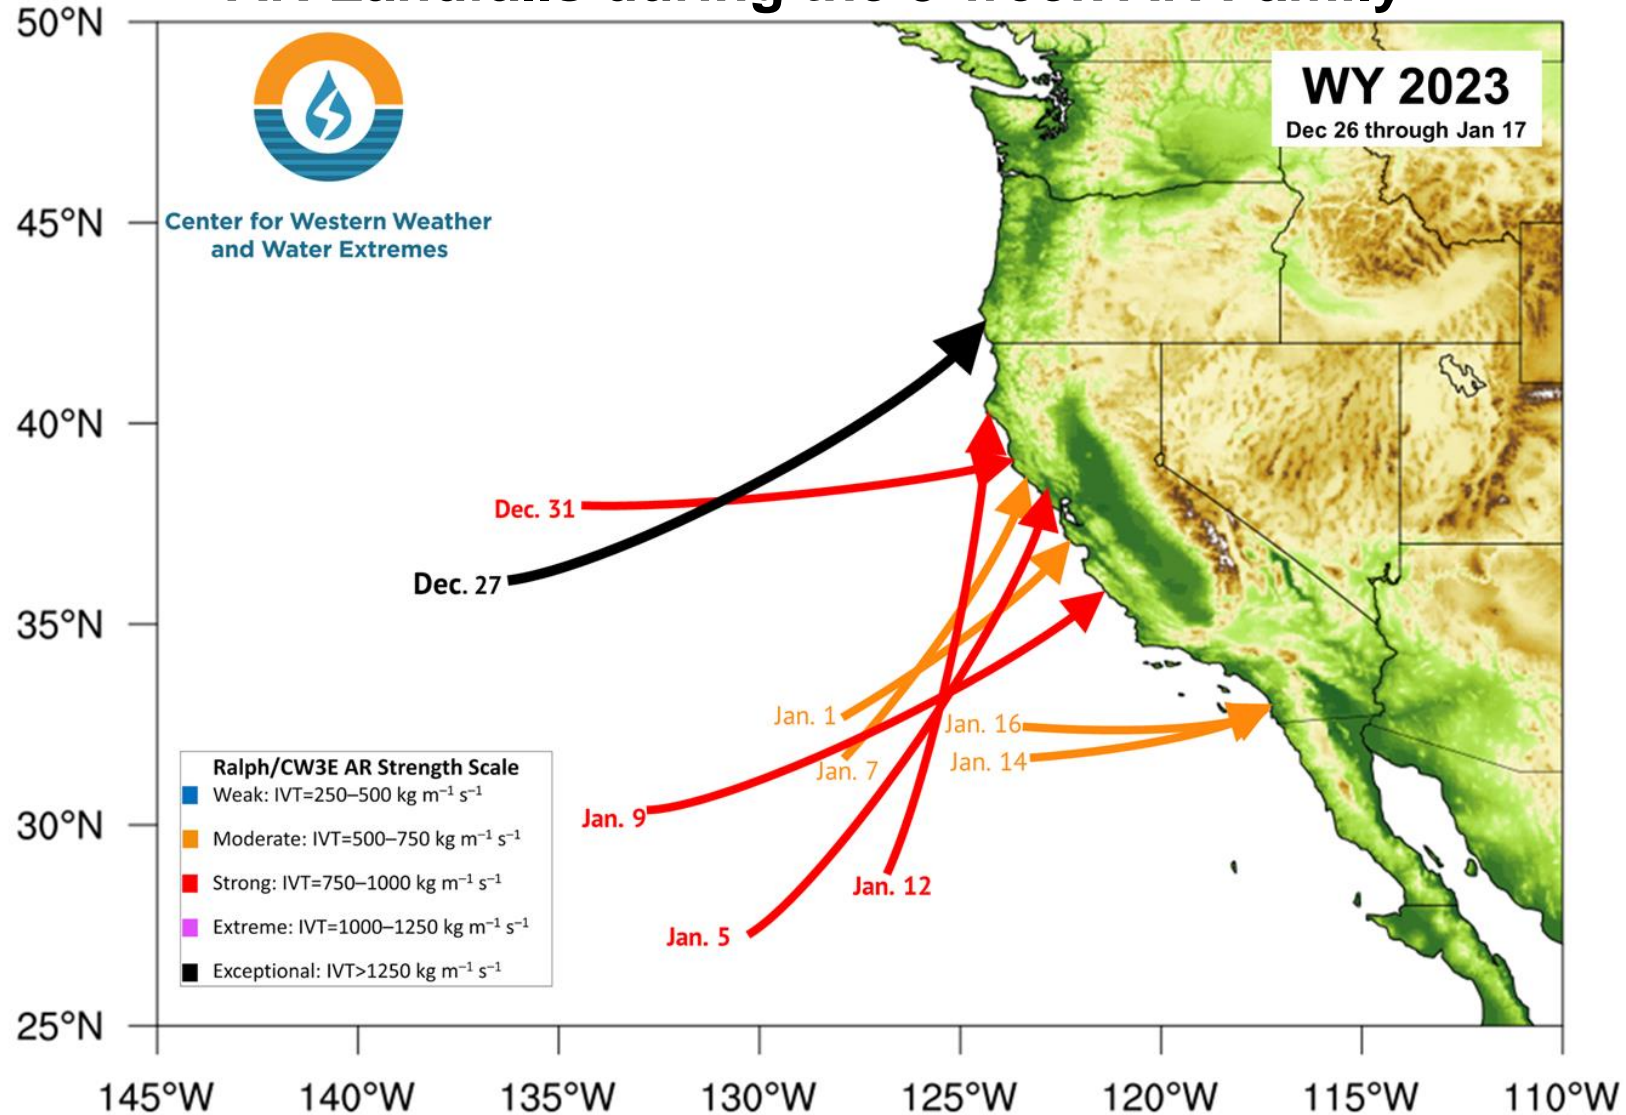 50°N
WY 2023
Dec 26 through Jan 17
Center for Western Weather
and Water Extremes
45°N
40°N
Dec. 31
Dec. 27
35°N
Jan. 1
Jan. 16
Jan. 14
Jan. 7
Jan. 9
Jan. 12
Jan. 5
30°N
Ralph/CW3E AR Strength Scale
Weak: IVT=250–500 kg m⁻¹ s⁻¹
Moderate: IVT=500–750 kg m⁻¹ s⁻¹
Strong: IVT=750–1000 kg m⁻¹ s⁻¹
Extreme: IVT=1000–1250 kg m⁻¹ s⁻¹
Exceptional: IVT>1250 kg m⁻¹ s⁻¹
25°N
145°W 140°W 135°W 130°W 125°W 120°W 115°W 110°W